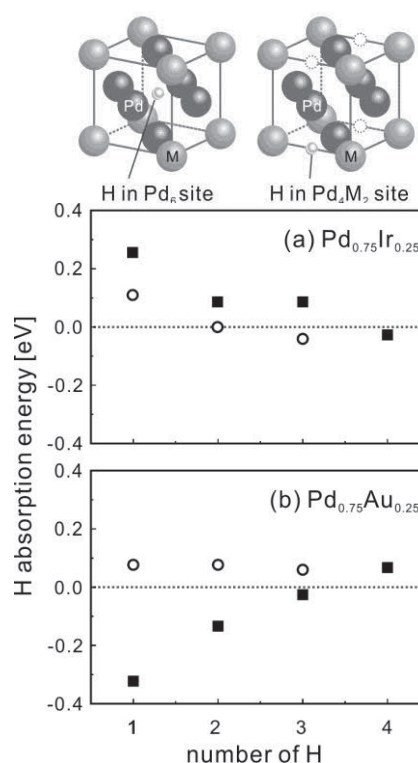 Pd
M
Pd
M
H in Pd₆ site
H in Pd₄M₂ site
H absorption energy [eV]
0.4
0.2
0.0
-0.2
-0.4
(a) Pd₀.₇₅Ir₀.₂₅
0.4
0.2
0.0
-0.2
-0.4
(b) Pd₀.₇₅Au₀.₂₅
1
2
3
4
number of H